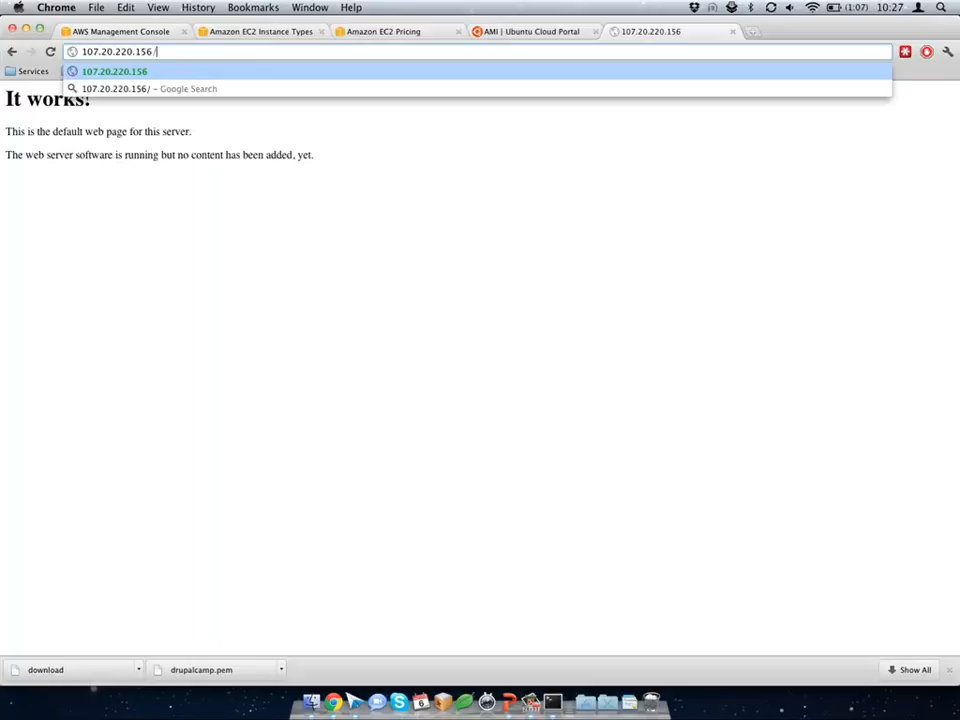 Chrome File Edit View History Bookmarks Window Help (1:07) 10:27
AWS Management Console Amazon EC2 Instance Types Amazon EC2 Pricing AMI | Ubuntu Cloud Portal 107.20.220.156
107.20.220.156/
Services 107.20.220.156
107.20.220.156/ – Google Search
It works!
This is the default web page for this server.
The web server software is running but no content has been added, yet.
download drupalcamp.pem Show All
6